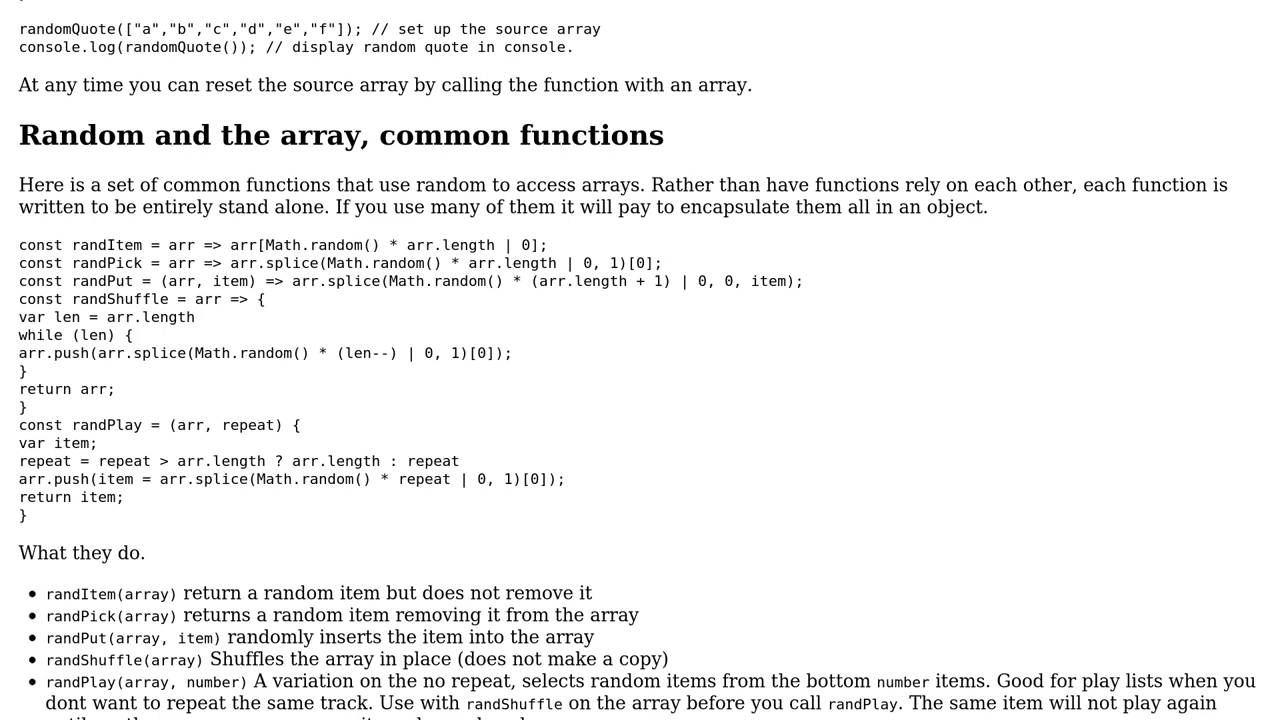 randomQuote(["a","b","c","d","e","f"]); // set up the source array
console.log(randomQuote()); // display random quote in console.
At any time you can reset the source array by calling the function with an array.
Random and the array, common functions
Here is a set of common functions that use random to access arrays. Rather than have functions rely on each other, each function is
written to be entirely stand alone. If you use many of them it will pay to encapsulate them all in an object.
const randItem = arr => arr[Math.random() * arr.length | 0];
const randPick = arr => arr.splice(Math.random() * arr.length | 0, 1)[0];
const randPut = (arr, item) => arr.splice(Math.random() * (arr.length + 1) | 0, 0, item);
const randShuffle = arr => {
var len = arr.length
while (len) {
arr.push(arr.splice(Math.random() * (len--) | 0, 1)[0]);
}
return arr;
}
const randPlay = (arr, repeat) {
var item;
repeat = repeat > arr.length ? arr.length : repeat
arr.push(item = arr.splice(Math.random() * repeat | 0, 1)[0]);
return item;
}
What they do.
• randItem(array) return a random item but does not remove it
• randPick(array) returns a random item removing it from the array
• randPut(array, item) randomly inserts the item into the array
• randShuffle(array) Shuffles the array in place (does not make a copy)
• randPlay(array, number) A variation on the no repeat, selects random items from the bottom number items. Good for play lists when you
dont want to repeat the same track. Use with randShuffle on the array before you call randPlay. The same item will not play again